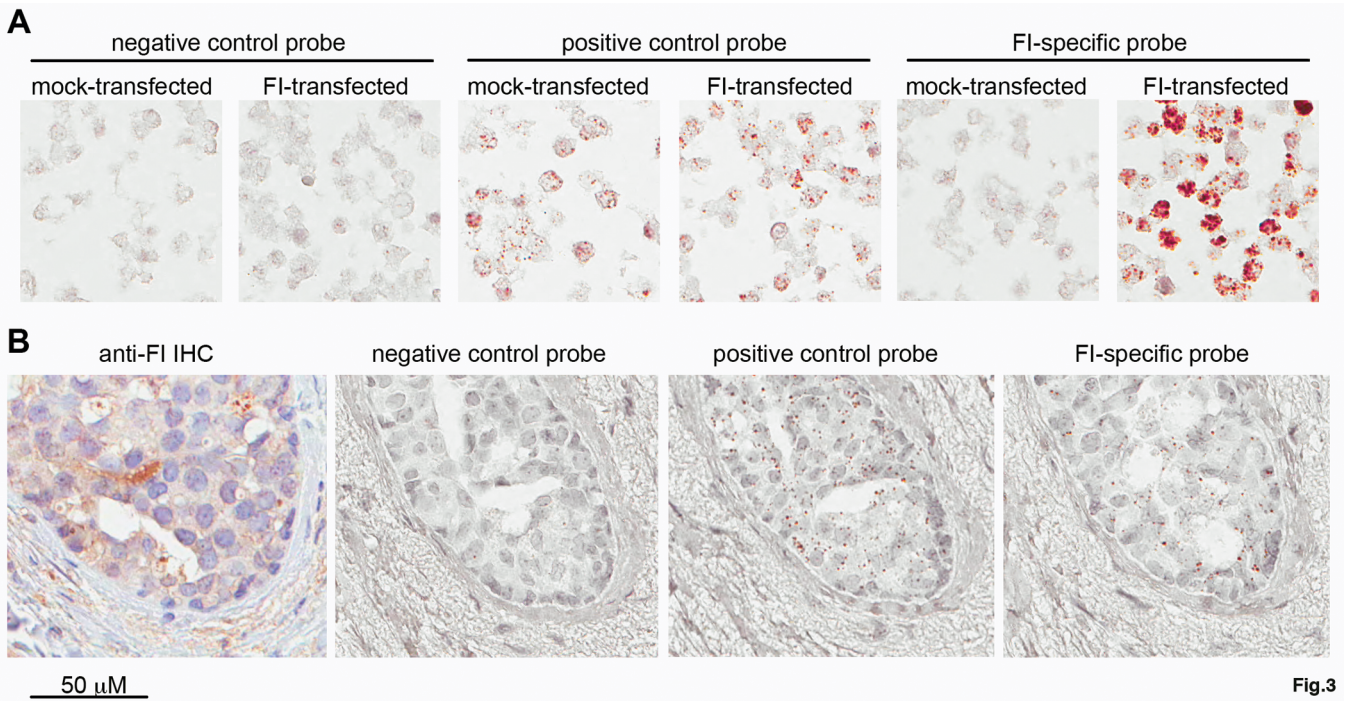 A
negative control probe
positive control probe
FI-specific probe
mock-transfected
FI-transfected
mock-transfected
FI-transfected
mock-transfected
FI-transfected
B
anti-FI IHC
negative control probe
positive control probe
FI-specific probe
50 μM
Fig.3